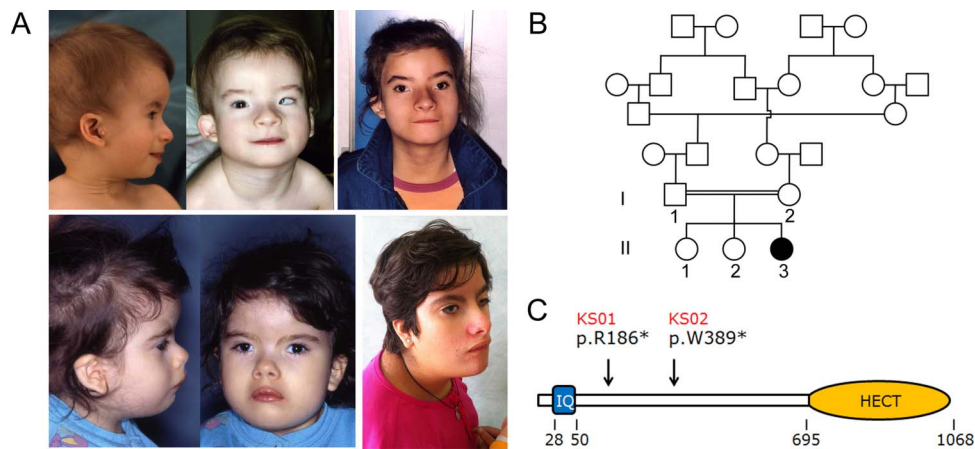 A
B
I
1
2
II
1
2
3
C
KS01
KS02
p.R186*
p.W389*
IQ
HECT
28
50
695
1068